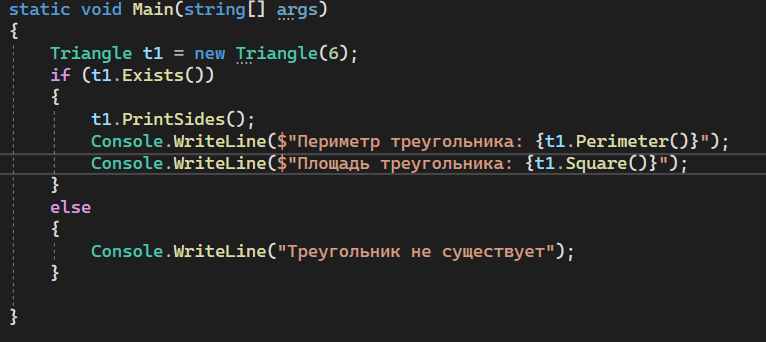 static void Main(string[] args)
{
Triangle t1 = new Triangle(6);
if (t1.Exists())
{
t1.PrintSides();
Console.WriteLine($"Периметр треугольника: {t1.Perimeter()}");
Console.WriteLine($"Площадь треугольника: {t1.Square()}");
}
else
{
Console.WriteLine("Треугольник не существует");
}
}